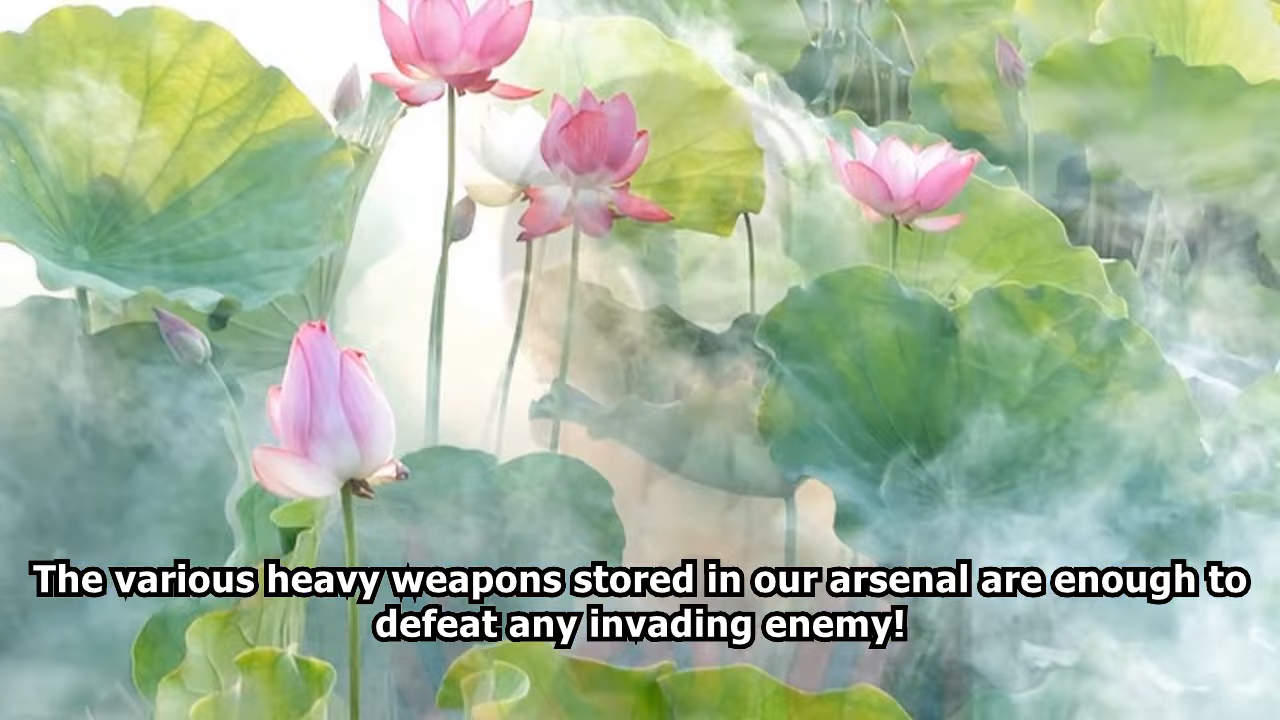 The various heavy weapons stored in our arsenal are enough to
defeat any invading enemy!